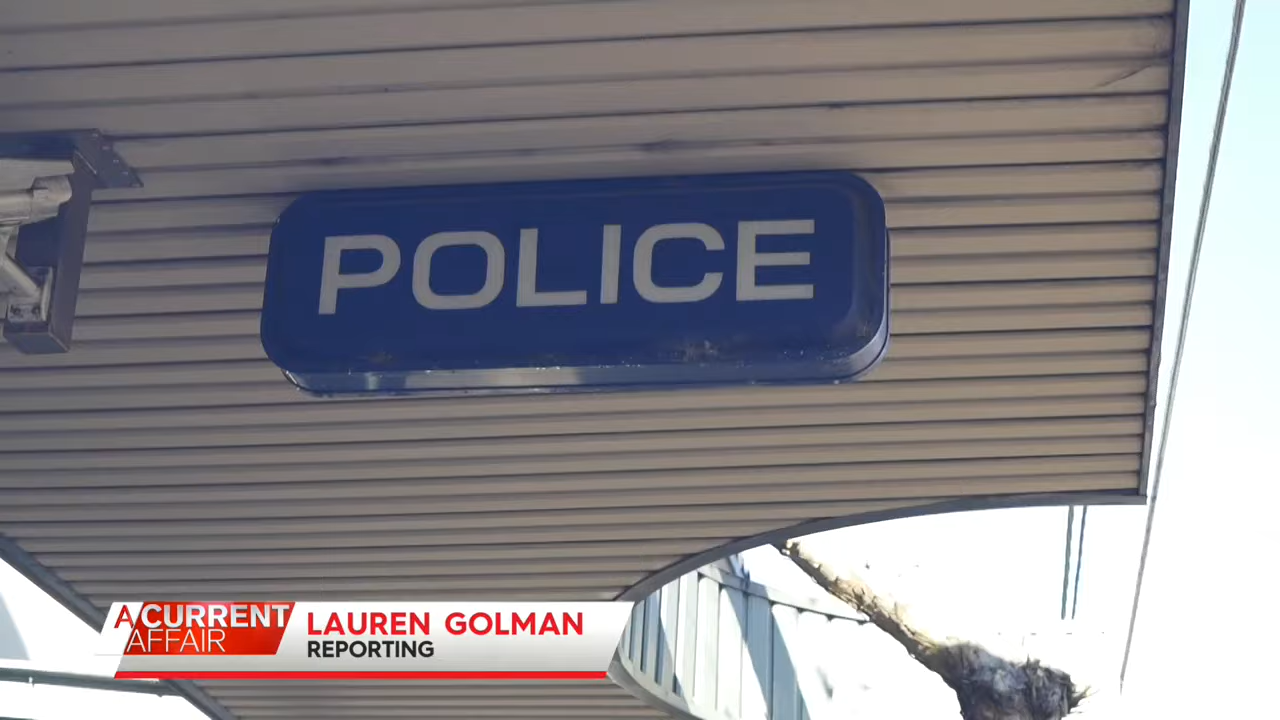 POLICE
A CURRENT
AFFAIR
LAUREN GOLMAN
REPORTING